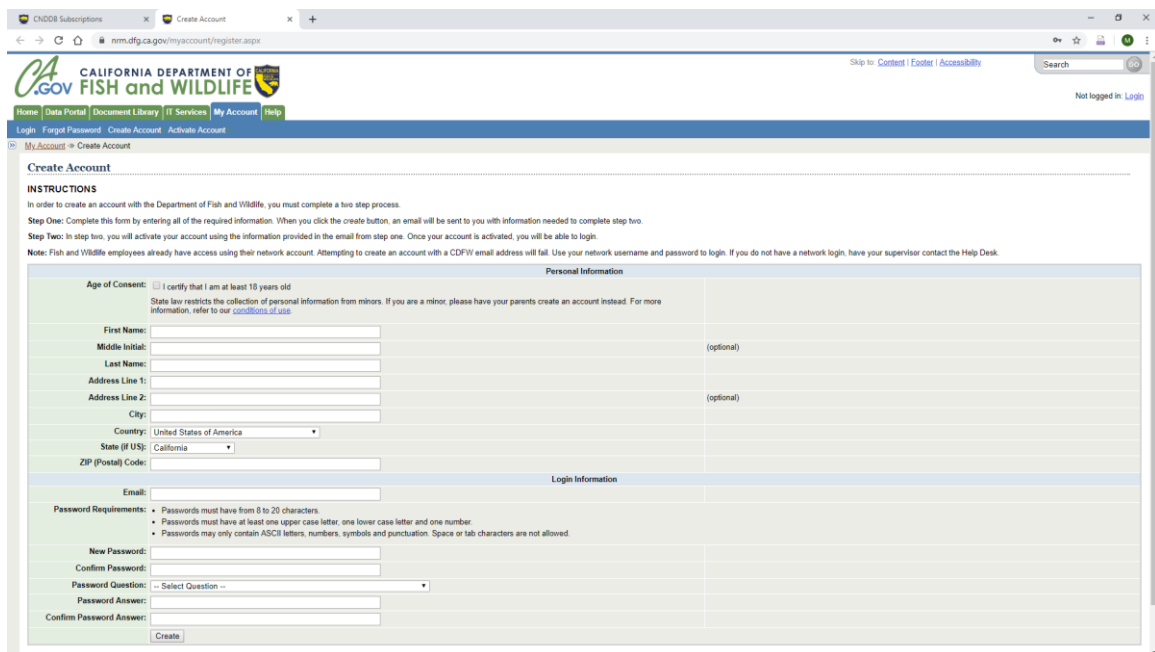 CNDDB Subscriptions
Create Account
nrm.dfg.ca.gov/myaccount/register.aspx
M
CA.GOV
CALIFORNIA DEPARTMENT OF
FISH and WILDLIFE
Skip to: Content | Footer | Accessibility
Search
GO
Not logged in: Login
Home Data Portal Document Library IT Services My Account Help
Login Forgot Password Create Account Activate Account
My Account Create Account
Create Account
INSTRUCTIONS
In order to create an account with the Department of Fish and Wildlife, you must complete a two step process.
Step One: Complete this form by entering all of the required information. When you click the create button, an email will be sent to you with information needed to complete step two.
Step Two: In step two, you will activate your account using the information provided in the email from step one. Once your account is activated, you will be able to login.
Note: Fish and Wildlife employees already have access using their network account. Attempting to create an account with a CDFW email address will fail. Use your network username and password to login. If you do not have a network login, have your supervisor contact the Help Desk.
Personal Information
Age of Consent: I certify that I am at least 18 years old
State law restricts the collection of personal information from minors. If you are a minor, please have your parents create an account instead. For more
information, refer to our conditions of use.
First Name:
Middle Initial: (optional)
Last Name:
Address Line 1:
Address Line 2: (optional)
City:
Country: United States of America
State (if US): California
ZIP (Postal) Code:
Login Information
Email:
Password Requirements: • Passwords must have from 8 to 20 characters.
• Passwords must have at least one upper case letter, one lower case letter and one number.
• Passwords may only contain ASCII letters, numbers, symbols and punctuation. Space or tab characters are not allowed.
New Password:
Confirm Password:
Password Question: -- Select Question --
Password Answer:
Confirm Password Answer:
Create